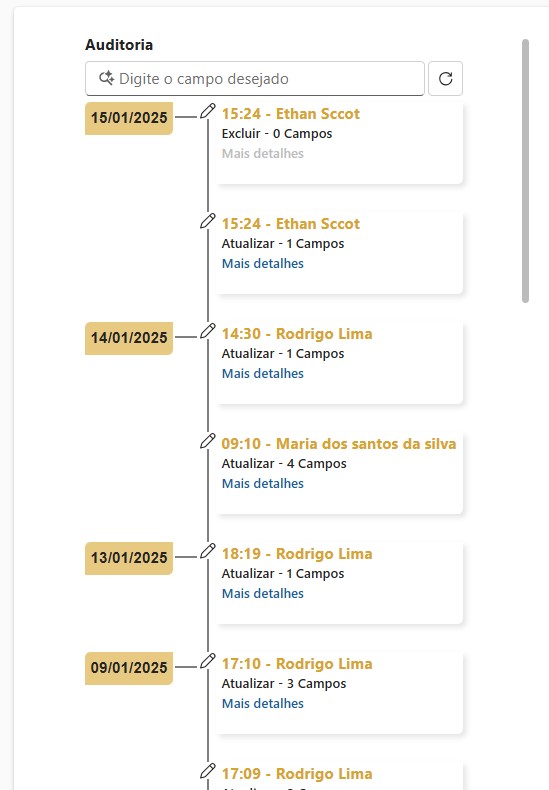 Auditoria
Digite o campo desejado
15/01/2025
15:24 - Ethan Sccot
Excluir - 0 Campos
Mais detalhes
15:24 - Ethan Sccot
Atualizar - 1 Campos
Mais detalhes
14/01/2025
14:30 - Rodrigo Lima
Atualizar - 1 Campos
Mais detalhes
09:10 - Maria dos santos da silva
Atualizar - 4 Campos
Mais detalhes
13/01/2025
18:19 - Rodrigo Lima
Atualizar - 1 Campos
Mais detalhes
09/01/2025
17:10 - Rodrigo Lima
Atualizar - 3 Campos
Mais detalhes
17:09 - Rodrigo Lima